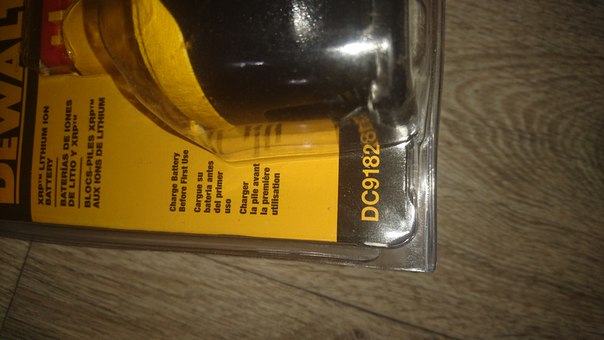 DEWALT
XRP™ LITHIUM ION
BATTERY
BATERÍAS DE IONES
DE LITIO Y XRP™
BLOCS-PILES XRP™
AUX IONS DE LITHIUM
Charge Battery
Before First Use
Cargue su
batería antes
del primer
uso
Charger
la pile avant
la première
utilisation